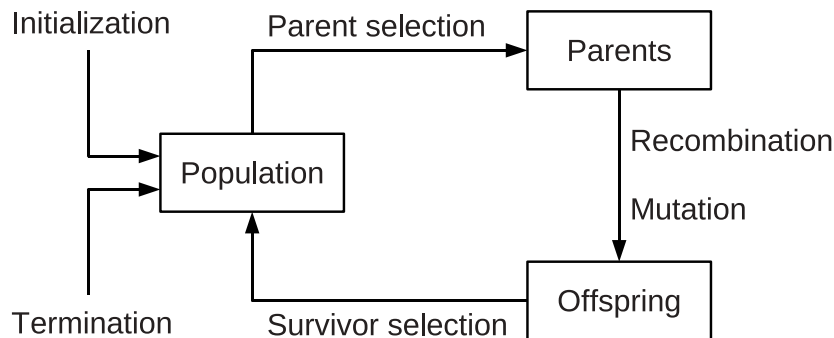 Initialization
Parent selection
Parents
Recombination
Population
Mutation
Offspring
Termination
Survivor selection